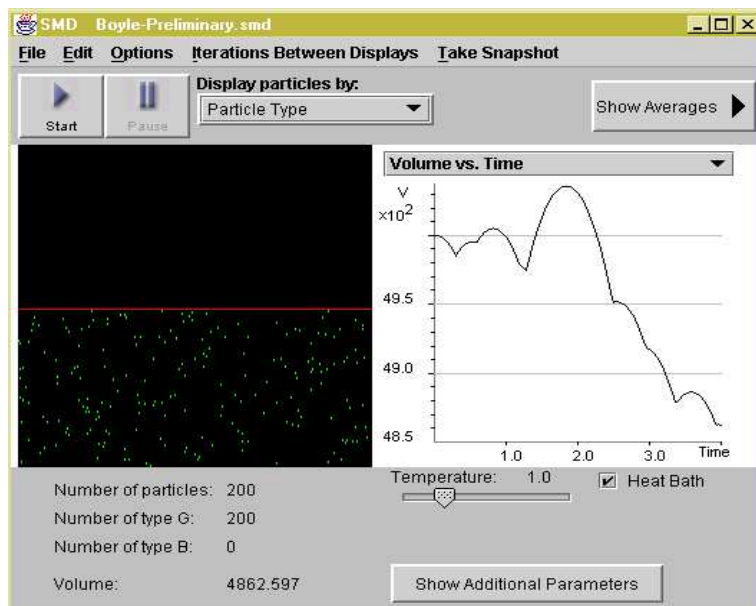 SMD Boyle-Preliminary.smd
File Edit Options Iterations Between Displays Take Snapshot
Start
Pause
Display particles by:
Particle Type
Show Averages
Volume vs. Time
V
x10²
49.5
49.0
48.5
1.0 2.0 3.0 Time
Number of particles: 200
Number of type G: 200
Number of type B: 0
Volume: 4862.597
Temperature: 1.0
Heat Bath
Show Additional Parameters